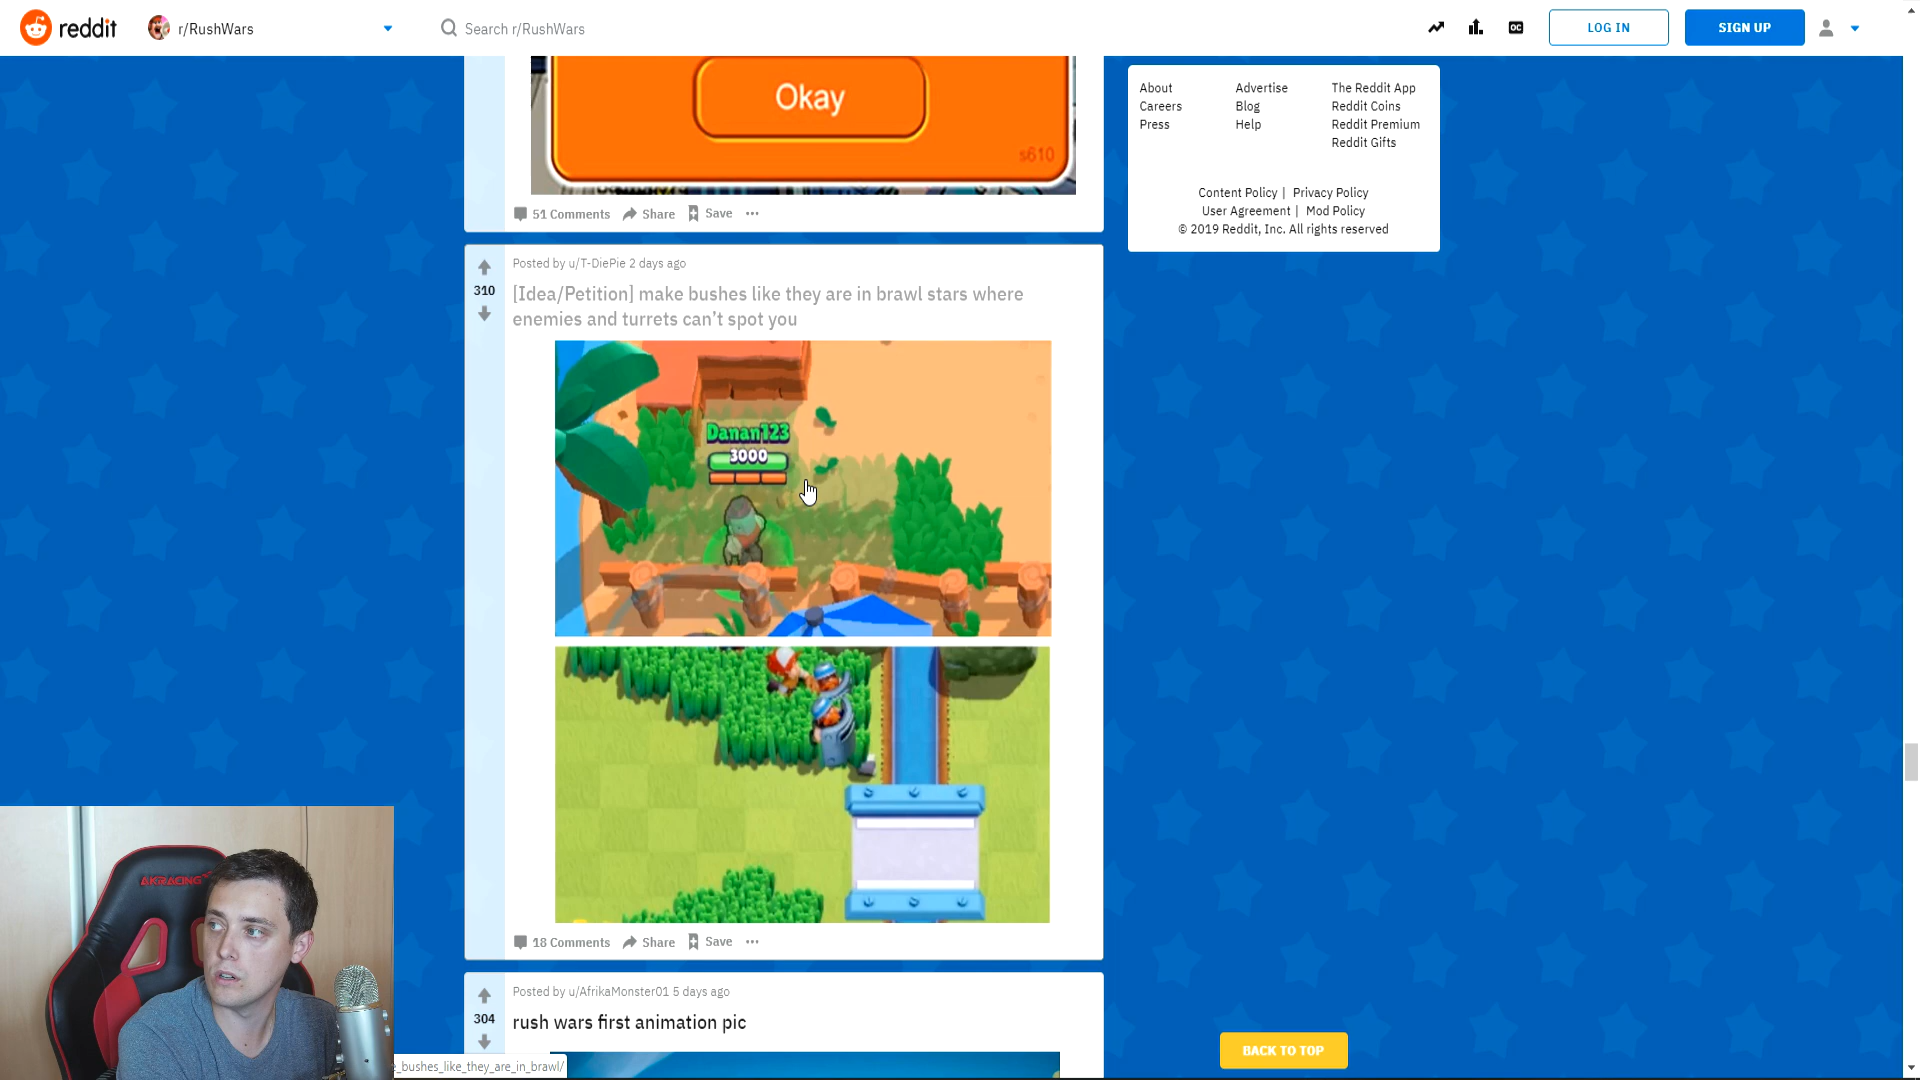 reddit
r/RushWars
Search r/RushWars
LOG IN
SIGN UP
Okay
s610
51 Comments
Share
Save
About
Careers
Press
Advertise
Blog
Help
The Reddit App
Reddit Coins
Reddit Premium
Reddit Gifts
Content Policy | Privacy Policy
User Agreement | Mod Policy
© 2019 Reddit, Inc. All rights reserved
Posted by u/T-DiePie 2 days ago
310
[Idea/Petition] make bushes like they are in brawl stars where
enemies and turrets can't spot you
Danan123
3000
18 Comments
Share
Save
Posted by u/AfrikaMonster01 5 days ago
304
rush wars first animation pic
AKRACING
_bushes_like_they_are_in_brawl/
BACK TO TOP